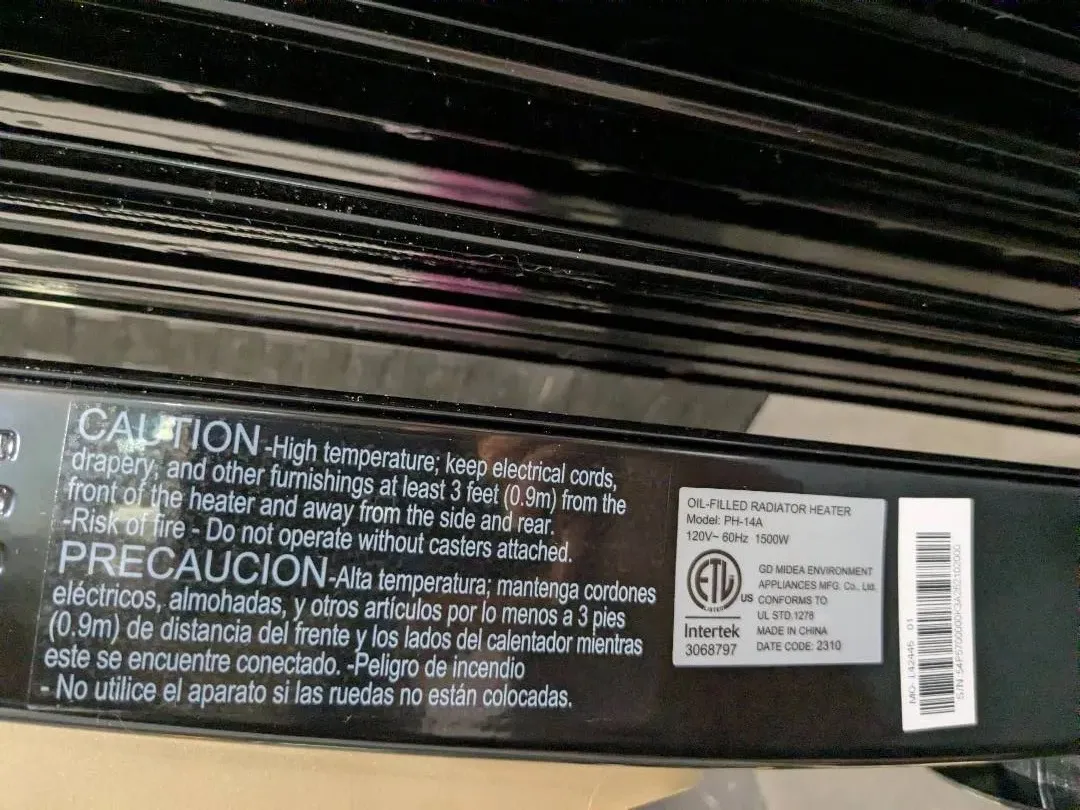 CAUTION -High temperature; keep electrical cords,
drapery, and other furnishings at least 3 feet (0.9m) from the
front of the heater and away from the side and rear.
-Risk of fire - Do not operate without casters attached.
PRECAUCION -Alta temperatura; mantenga cordones
eléctricos, almohadas, y otros artículos por lo menos a 3 pies
(0.9m) de distancia del frente y los lados del calentador mientras
este se encuentre conectado. -Peligro de incendio
- No utilice el aparato si las ruedas no están colocadas.
OIL-FILLED RADIATOR HEATER
Model: PH-14A
120V~ 60Hz 1500W
ETL
LISTED
US
Intertek
3068797
GD MIDEA ENVIRONMENT
APPLIANCES MFG. Co., Ltd.
CONFORMS TO
UL STD.1278
MADE IN CHINA
DATE CODE: 2310
S/N: